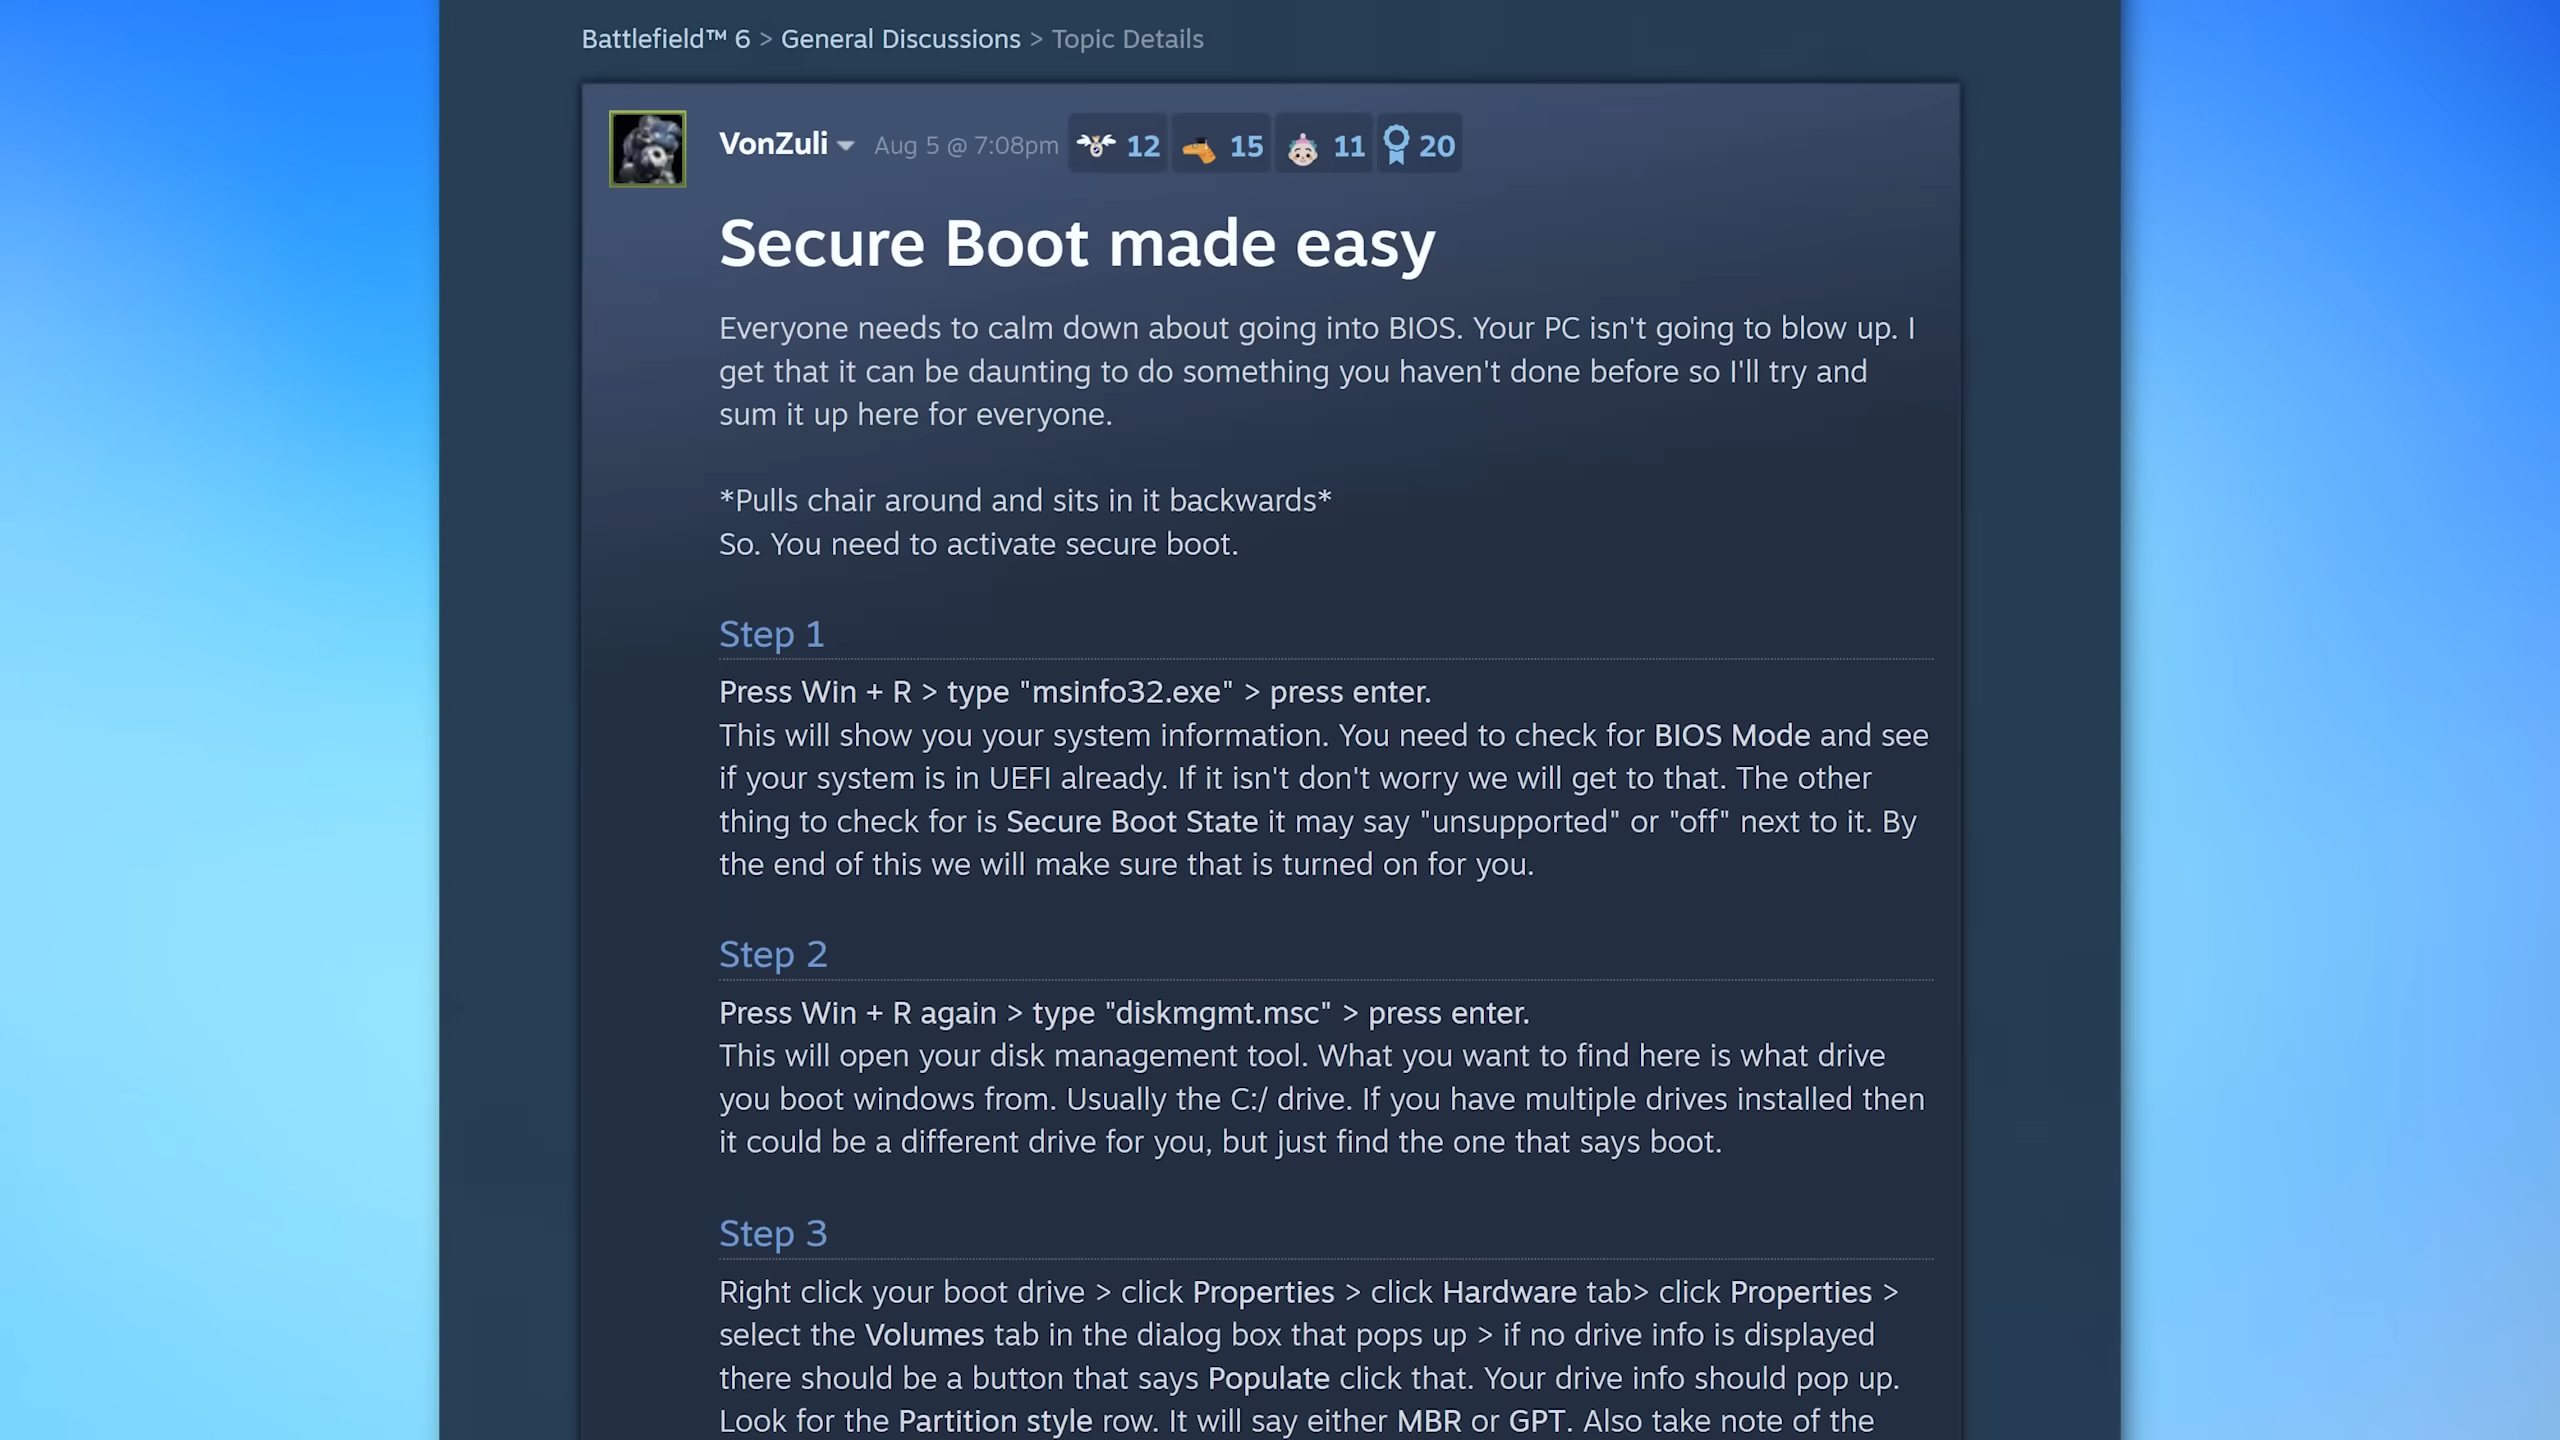 Battlefield™ 6 > General Discussions > Topic Details
VonZuli Aug 5 @ 7:08pm 12 15 11 20
Secure Boot made easy
Everyone needs to calm down about going into BIOS. Your PC isn't going to blow up. I
get that it can be daunting to do something you haven't done before so I'll try and
sum it up here for everyone.
*Pulls chair around and sits in it backwards*
So. You need to activate secure boot.
Step 1
Press Win + R > type "msinfo32.exe" > press enter.
This will show you your system information. You need to check for BIOS Mode and see
if your system is in UEFI already. If it isn't don't worry we will get to that. The other
thing to check for is Secure Boot State it may say "unsupported" or "off" next to it. By
the end of this we will make sure that is turned on for you.
Step 2
Press Win + R again > type "diskmgmt.msc" > press enter.
This will open your disk management tool. What you want to find here is what drive
you boot windows from. Usually the C:/ drive. If you have multiple drives installed then
it could be a different drive for you, but just find the one that says boot.
Step 3
Right click your boot drive > click Properties > click Hardware tab> click Properties >
select the Volumes tab in the dialog box that pops up > if no drive info is displayed
there should be a button that says Populate click that. Your drive info should pop up.
Look for the Partition style row. It will say either MBR or GPT. Also take note of the